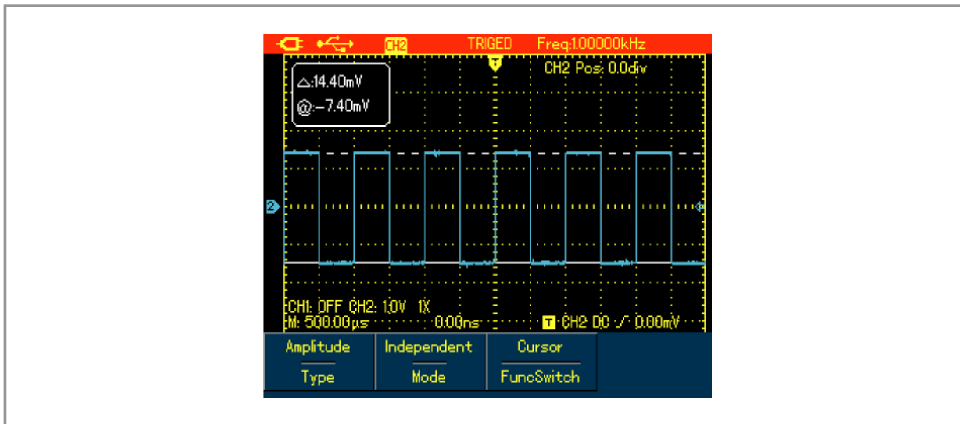 CH2 TRIGED Freq:1.00000kHz
T
CH2 Pos: 0.0div
△:14.40mV
@:-7.40mV
2
CH1: OFF CH2: 1.0V 1X
M: 500.00μs 0.00ns T CH2 DC 0.00mV
Amplitude Independent Cursor
Type Mode FuncSwitch